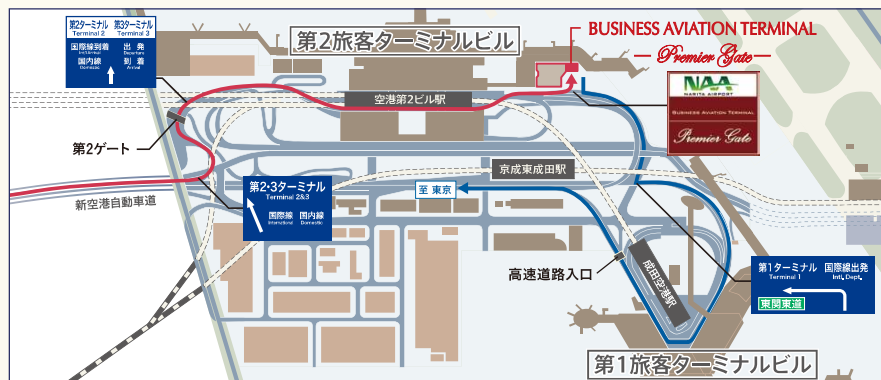 第2ターミナル 第3ターミナル
Terminal 2 Terminal 3
国際線到着 出発
Int'l Arrival Departure
国内線 到着
Domestic Arrival
第2旅客ターミナルビル
BUSINESS AVIATION TERMINAL
Premier Gate
NAA
NARITA AIRPORT
BUSINESS AVIATION TERMINAL
Premier Gate
空港第2ビル駅
第2ゲート
京成東成田駅
第2・3ターミナル
Terminal 2&3
国際線 国内線
International Domestic
至 東京
新空港自動車道
高速道路入口
成田空港駅
第1ターミナル 国際線出発
Terminal 1 Int'l. Dept.
東関東道
第1旅客ターミナルビル